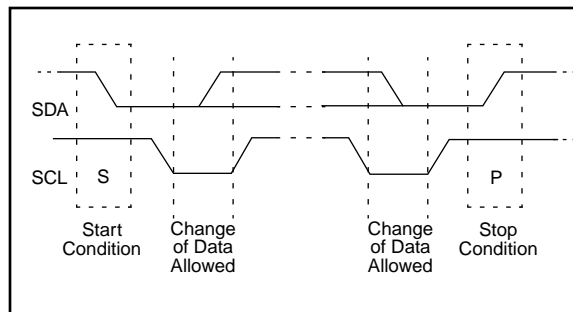 SDA
SCL
S
P
Start
Condition
Change
of Data
Allowed
Change
of Data
Allowed
Stop
Condition